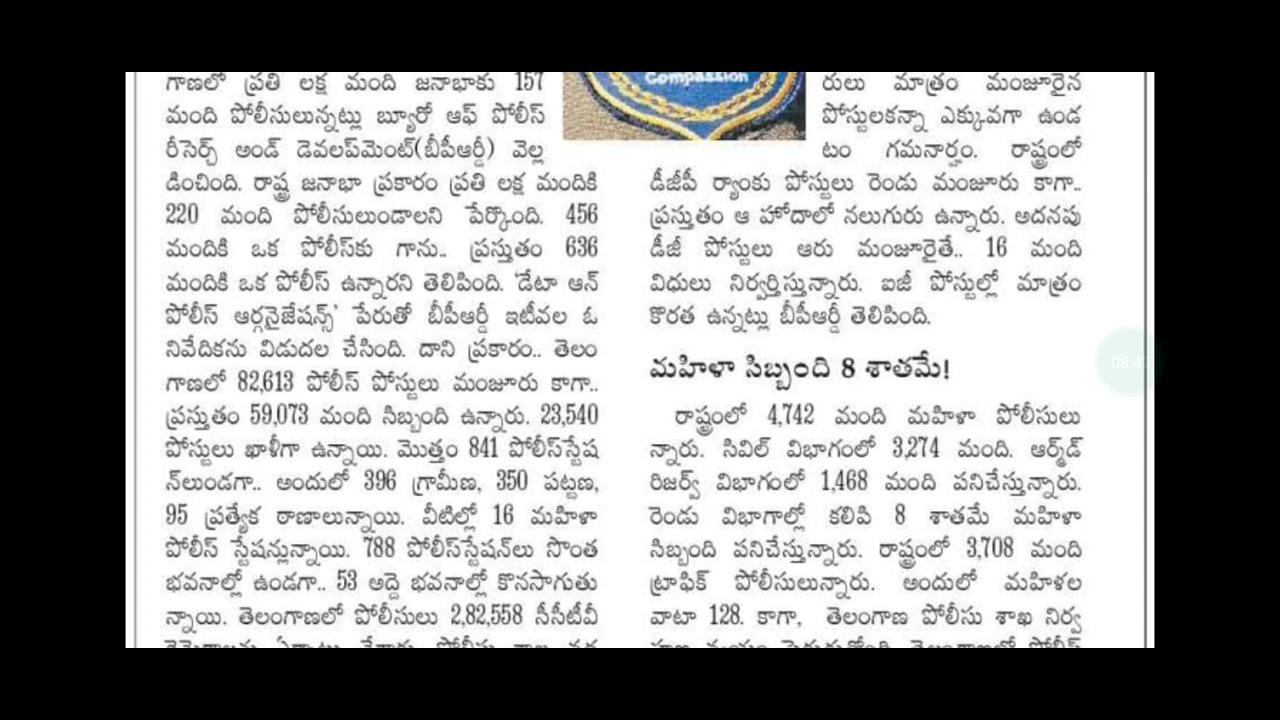 గాణలో ప్రతి లక్ష మంది జనాభాకు 157
మంది పోలీసులున్నట్లు బ్యూరో ఆఫ్ పోలీస్
రీసెర్చ్ అండ్ డెవలప్‌మెంట్(బీపీఆర్డీ) వెల్ల
డించింది. రాష్ట్ర జనాభా ప్రకారం ప్రతి లక్ష మందికి
220 మంది పోలీసులుండాలని పేర్కొంది. 456
మందికి ఒక పోలీస్‌కు గాను.. ప్రస్తుతం 636
మందికి ఒక పోలీస్ ఉన్నారని తెలిపింది. 'డేటా ఆన్
పోలీస్ ఆర్గనైజేషన్స్' పేరుతో బీపీఆర్డీ ఇటీవల ఓ
నివేదికను విడుదల చేసింది. దాని ప్రకారం.. తెలం
గాణలో 82,613 పోలీస్ పోస్టులు మంజూరు కాగా..
ప్రస్తుతం 59,073 మంది సిబ్బంది ఉన్నారు. 23,540
పోస్టులు ఖాళీగా ఉన్నాయి. మొత్తం 841 పోలీస్‌స్టేష
న్‌లుండగా.. అందులో 396 గ్రామీణ, 350 పట్టణ,
95 ప్రత్యేక ఠాణాలున్నాయి. వీటిల్లో 16 మహిళా
పోలీస్ స్టేషన్లున్నాయి. 788 పోలీస్‌స్టేషన్‌లు సొంత
భవనాల్లో ఉండగా.. 53 అద్దె భవనాల్లో కొనసాగుతు
న్నాయి. తెలంగాణలో పోలీసులు 2,82,558 సీసీటీవీ
Compassion
రులు మాత్రం మంజూరైన
పోస్టులకన్నా ఎక్కువగా ఉండ
టం గమనార్హం. రాష్ట్రంలో
డీజీపీ ర్యాంకు పోస్టులు రెండు మంజూరు కాగా..
ప్రస్తుతం ఆ హోదాలో నలుగురు ఉన్నారు. అదనపు
డీజీ పోస్టులు ఆరు మంజూరైతే.. 16 మంది
విధులు నిర్వర్తిస్తున్నారు. ఐజీ పోస్టుల్లో మాత్రం
కొరత ఉన్నట్లు బీపీఆర్డీ తెలిపింది.
మహిళా సిబ్బంది 8 శాతమే!
రాష్ట్రంలో 4,742 మంది మహిళా పోలీసులు
న్నారు. సివిల్ విభాగంలో 3,274 మంది. ఆర్మ్‌డ్
రిజర్వ్ విభాగంలో 1,468 మంది పనిచేస్తున్నారు.
రెండు విభాగాల్లో కలిపి 8 శాతమే మహిళా
సిబ్బంది పనిచేస్తున్నారు. రాష్ట్రంలో 3,708 మంది
ట్రాఫిక్ పోలీసులున్నారు. అందులో మహిళల
వాటా 128. కాగా, తెలంగాణ పోలీసు శాఖ నిర్వ